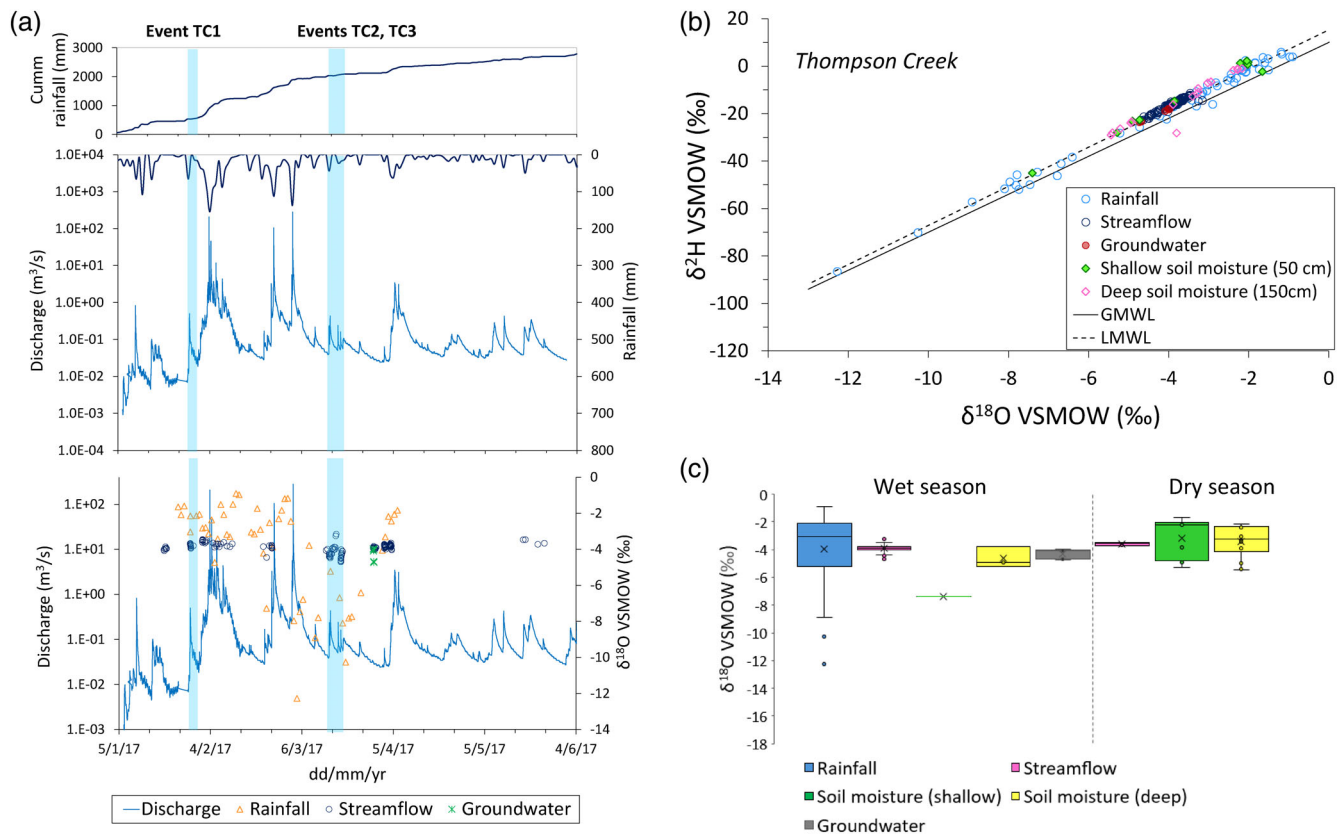 (a)
Event TC1
Events TC2, TC3
Cumm
rainfall (mm)
3000
2000
1000
0
1.0E+04
1.0E+03
1.0E+02
1.0E+01
1.0E+00
1.0E-01
1.0E-02
1.0E-03
1.0E-04
Discharge (m³/s)
0
100
200
300
400
500
600
700
800
Rainfall (mm)
1.E+02
1.E+01
1.E+00
1.E-01
1.E-02
1.E-03
Discharge (m³/s)
0
-2
-4
-6
-8
-10
-12
-14
δ¹⁸O VSMOW (‰)
5/1/17
4/2/17
6/3/17
5/4/17
5/5/17
4/6/17
dd/mm/yr
Discharge
Rainfall
Streamflow
Groundwater
(b)
Thompson Creek
20
0
-20
-40
-60
-80
-100
-120
δ²H VSMOW (‰)
Rainfall
Streamflow
Groundwater
Shallow soil moisture (50 cm)
Deep soil moisture (150cm)
GMWL
LMWL
-14
-12
-10
-8
-6
-4
-2
0
δ¹⁸O VSMOW (‰)
(c)
Wet season
Dry season
0
-2
-4
-6
-8
-10
-12
-14
-16
-18
δ¹⁸O VSMOW (‰)
Rainfall
Streamflow
Soil moisture (shallow)
Soil moisture (deep)
Groundwater